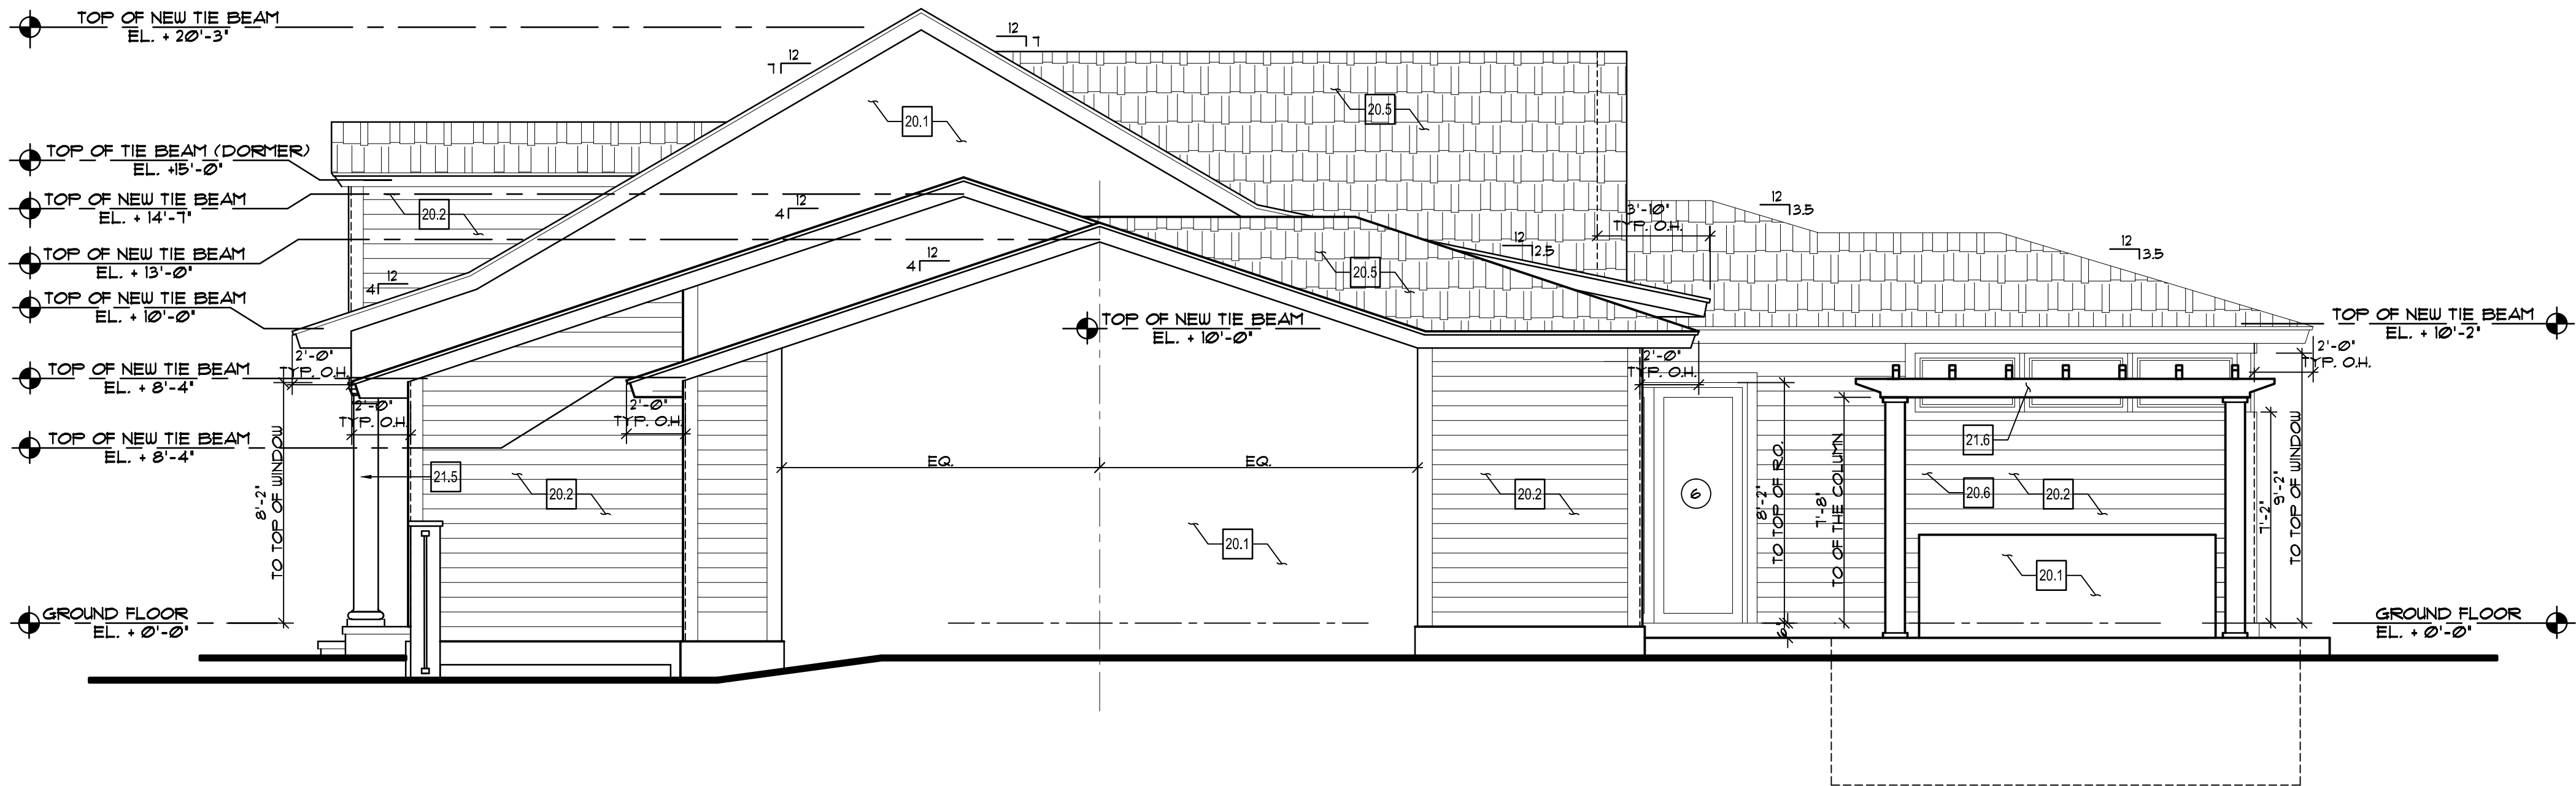 TOP OF NEW TIE BEAM
EL. + 20'-3"
TOP OF TIE BEAM (DORMER)
EL. +15'-0"
TOP OF NEW TIE BEAM
EL. + 14'-7"
TOP OF NEW TIE BEAM
EL. + 13'-0"
TOP OF NEW TIE BEAM
EL. + 10'-0"
TOP OF NEW TIE BEAM
EL. + 8'-4"
TOP OF NEW TIE BEAM
EL. + 8'-4"
GROUND FLOOR
EL. + 0'-0"
8'-2"
TO TOP OF WINDOW
12
4
2'-0"
TYP. O.H.
2'-0"
TYP. O.H.
21.5
20.2
20.2
2'-0"
TYP. O.H.
12
7
20.1
12
4
12
4
12
7
20.5
20.5
TOP OF NEW TIE BEAM
EL. + 10'-0"
EQ.
EQ.
20.1
20.2
12
2.5
3'-10"
TYP. O.H.
12
3.5
12
3.5
2'-0"
TYP. O.H.
6
8'-2"
TO TOP OF R.O.
6"
7'-8"
TO OF THE COLUMN
21.6
20.6
20.2
20.1
7'-2"
9'-2"
TO TOP OF WINDOW
2'-0"
TYP. O.H.
TOP OF NEW TIE BEAM
EL. + 10'-2"
GROUND FLOOR
EL. + 0'-0"